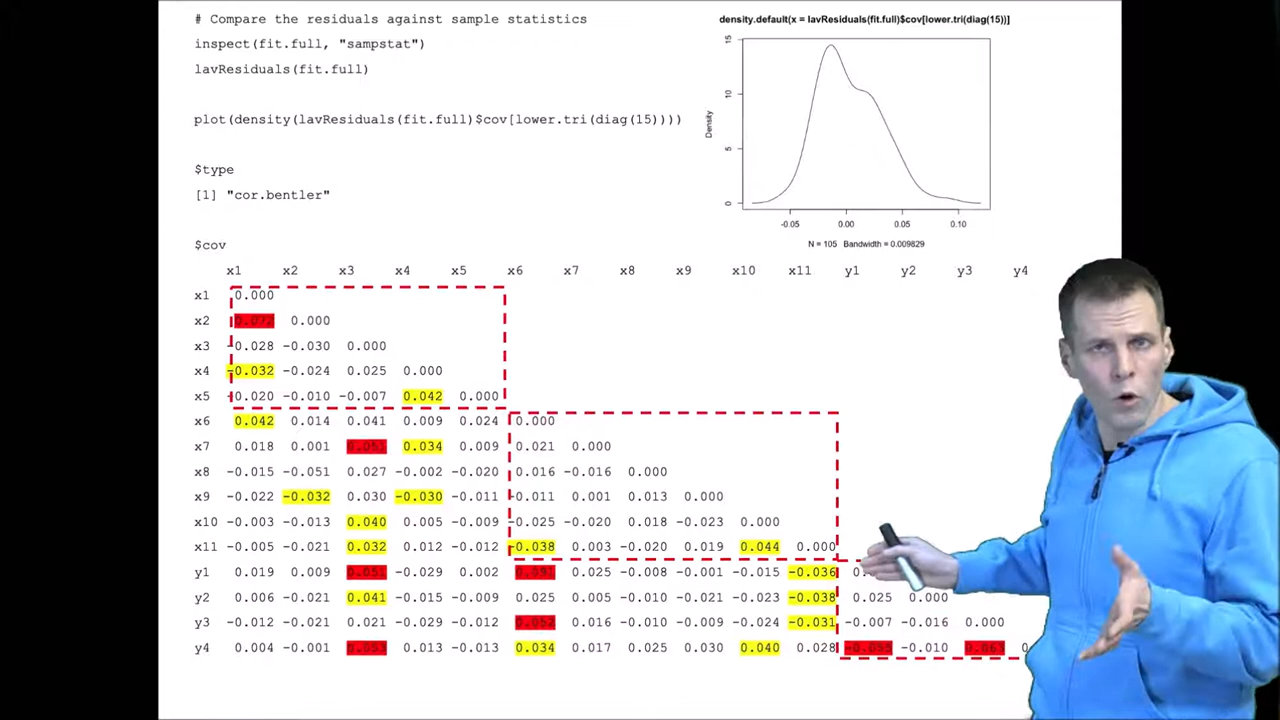 # Compare the residuals against sample statistics
inspect(fit.full, "sampstat")
lavResiduals(fit.full)
plot(density(lavResiduals(fit.full)$cov[lower.tri(diag(15))))
$type
[1] "cor.bentler"
density.default(x = lavResiduals(fit.full)$cov[lower.tri(diag(15))]
15
10
5
0
Density
-0.05 0.00 0.05 0.10
N = 105 Bandwidth = 0.009829
$cov
x1 x2 x3 x4 x5 x6 x7 x8 x9 x10 x11 y1 y2 y3 y4
x1 0.000
x2 0.072 0.000
x3 -0.028 -0.030 0.000
x4 -0.032 -0.024 0.025 0.000
x5 -0.020 -0.010 -0.007 0.042 0.000
x6 0.042 0.014 0.041 0.009 0.024 0.000
x7 0.018 0.001 0.051 0.034 0.009 0.021 0.000
x8 -0.015 -0.051 0.027 -0.002 -0.020 0.016 -0.016 0.000
x9 -0.022 -0.032 0.030 -0.030 -0.011 -0.011 0.001 0.013 0.000
x10 -0.003 -0.013 0.040 0.005 -0.009 -0.025 -0.020 0.018 -0.023 0.000
x11 -0.005 -0.021 0.032 0.012 -0.012 -0.038 0.003 -0.020 0.019 0.044 0.000
y1 0.019 0.009 0.051 -0.029 0.002 0.091 0.025 -0.008 -0.001 -0.015 -0.036
y2 0.006 -0.021 0.041 -0.015 -0.009 0.025 0.005 -0.010 -0.021 -0.023 -0.038 0.025 0.000
y3 -0.012 -0.021 0.021 -0.029 -0.012 0.052 0.016 -0.010 -0.009 -0.024 -0.031 -0.007 -0.016 0.000
y4 0.004 -0.001 0.053 0.013 -0.013 0.034 0.017 0.025 0.030 0.040 0.028 -0.055 -0.010 0.063